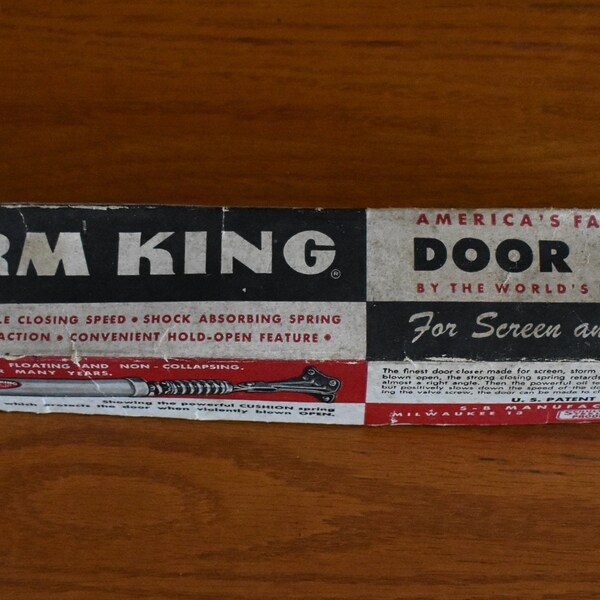 RM KING®
LE CLOSING SPEED • SHOCK ABSORBING SPRING
ACTION • CONVENIENT HOLD-OPEN FEATURE •
AMERICA'S FA
DOOR
BY THE WORLD'S
For Screen an
FLOATING AND NON - COLLAPSING.
MANY YEARS.
Showing the powerful CUSHION spring
which protects the door when violently blown OPEN.
The finest door closer made for screen, storm
blown open, the strong closing spring retards
almost a right angle. Then the powerful oil
but positively slows down the speed of the
ing the valve screw, the door can be made to
U. S. PATENT
S-B MANUFAC
MILWAUKEE 13